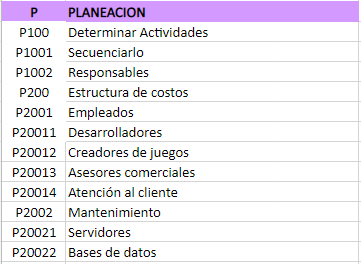 P PLANEACION
P100 Determinar Actividades
P1001 Secuenciarlo
P1002 Responsables
P200 Estructura de costos
P2001 Empleados
P20011 Desarrolladores
P20012 Creadores de juegos
P20013 Asesores comerciales
P20014 Atención al cliente
P2002 Mantenimiento
P20021 Servidores
P20022 Bases de datos